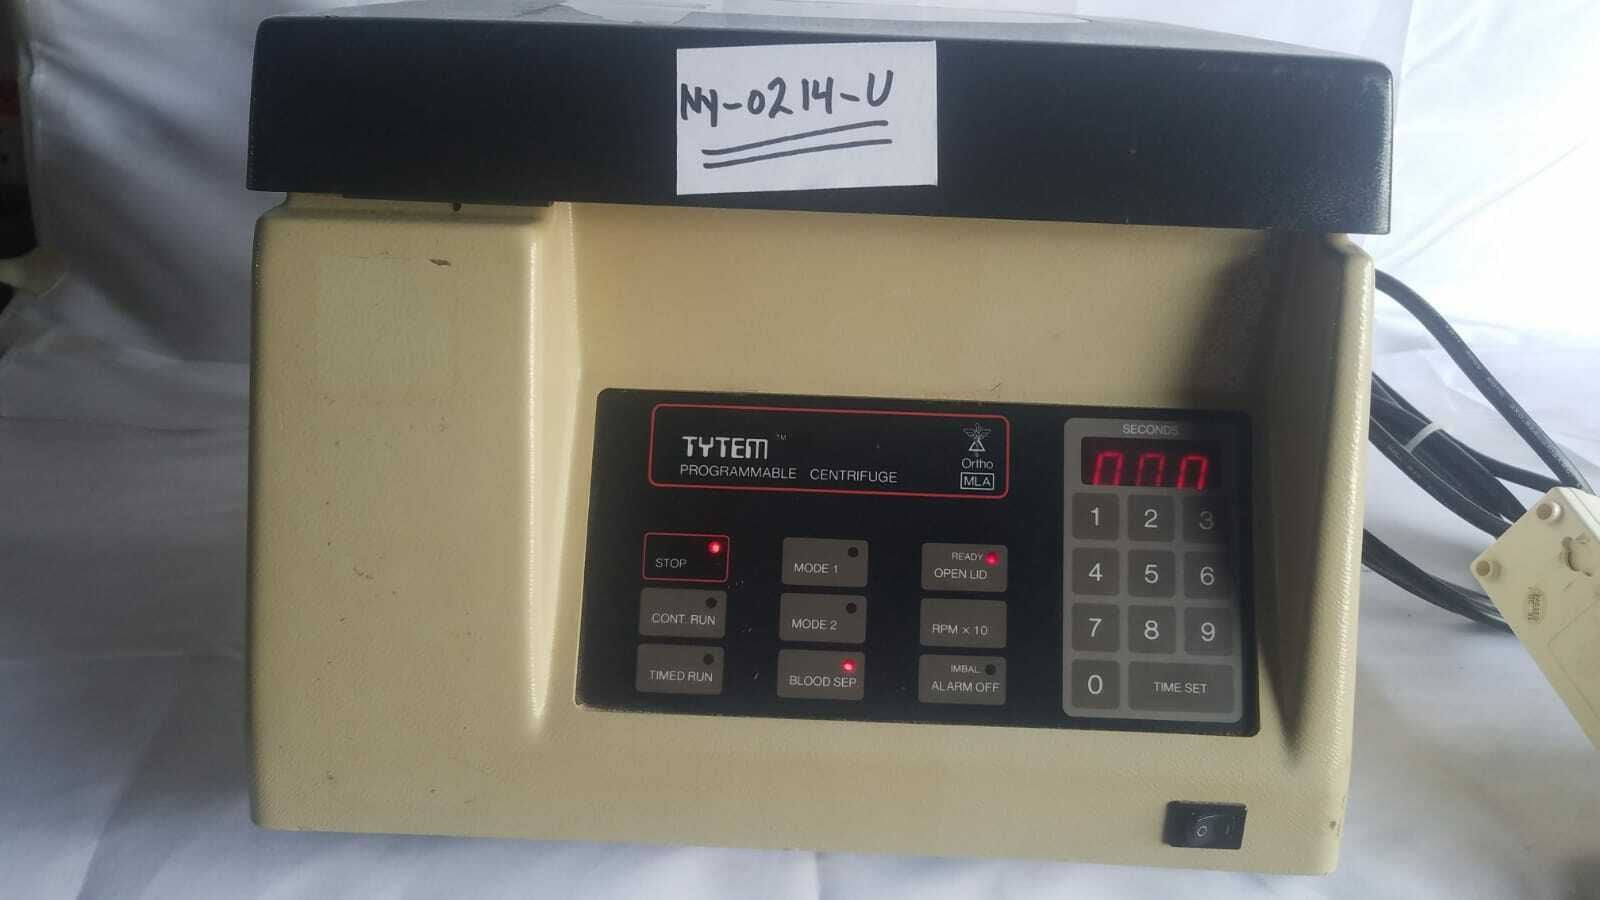 NY-0214-U
TYTEM™
PROGRAMMABLE CENTRIFUGE
Ortho
MLA
SECONDS
STOP
MODE 1
READY
OPEN LID
CONT. RUN
MODE 2
RPM × 10
TIMED RUN
BLOOD SEP.
IMBAL
ALARM OFF
1 2 3
4 5 6
7 8 9
0 TIME SET